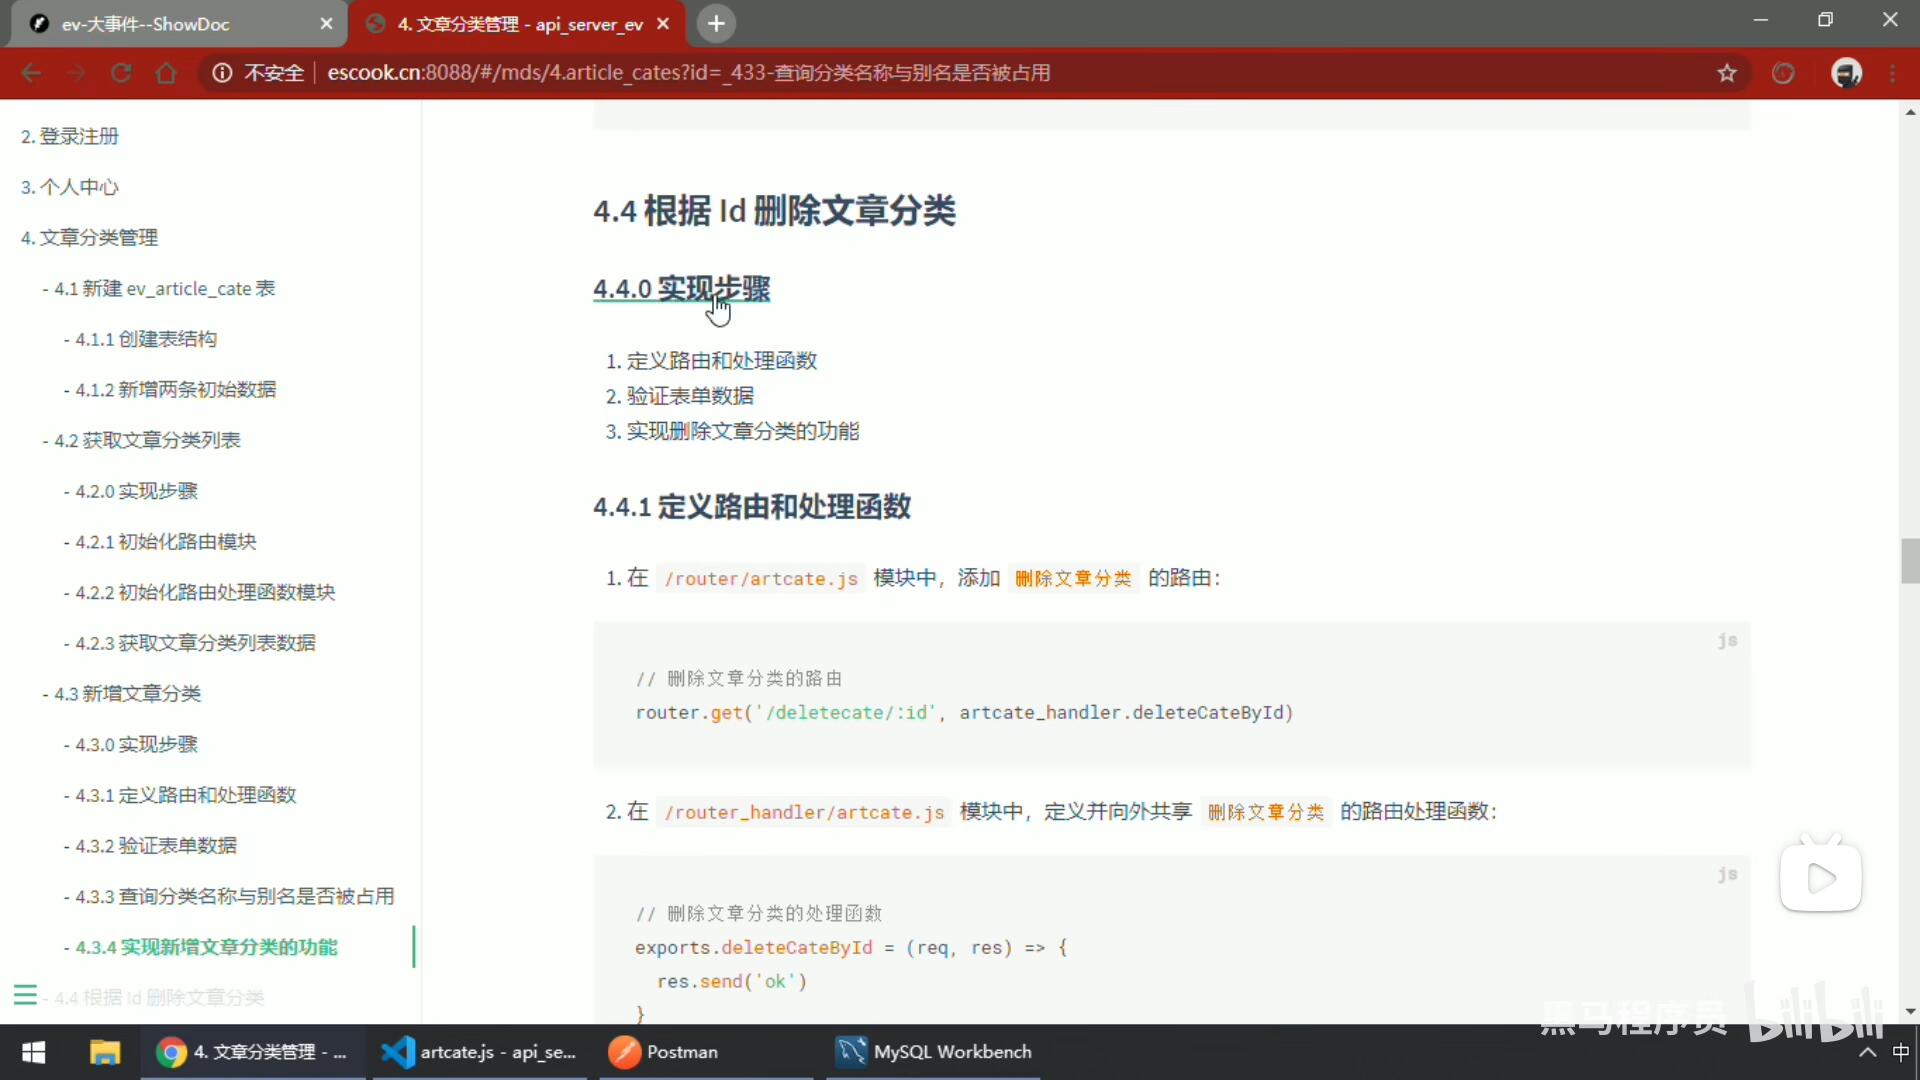 ev-大事件--ShowDoc
4. 文章分类管理 - api_server_ev
不安全 escook.cn:8088/#/mds/4.article_cates?id=_433-查询分类名称与别名是否被占用
2. 登录注册
3. 个人中心
4. 文章分类管理
- 4.1 新建 ev_article_cate 表
- 4.1.1 创建表结构
- 4.1.2 新增两条初始数据
- 4.2 获取文章分类列表
- 4.2.0 实现步骤
- 4.2.1 初始化路由模块
- 4.2.2 初始化路由处理函数模块
- 4.2.3 获取文章分类列表数据
- 4.3 新增文章分类
- 4.3.0 实现步骤
- 4.3.1 定义路由和处理函数
- 4.3.2 验证表单数据
- 4.3.3 查询分类名称与别名是否被占用
- 4.3.4 实现新增文章分类的功能
- 4.4 根据 Id 删除文章分类
4.4 根据 Id 删除文章分类
4.4.0 实现步骤
1. 定义路由和处理函数
2. 验证表单数据
3. 实现删除文章分类的功能
4.4.1 定义路由和处理函数
1. 在 /router/artcate.js 模块中，添加 删除文章分类 的路由：
js
// 删除文章分类的路由
router.get('/deletecate/:id', artcate_handler.deleteCateById)
2. 在 /router_handler/artcate.js 模块中，定义并向外共享 删除文章分类 的路由处理函数：
js
// 删除文章分类的处理函数
exports.deleteCateById = (req, res) => {
res.send('ok')
}
黑马程序员 bilibili
4. 文章分类管理 - ...
artcate.js - api_se...
Postman
MySQL Workbench
中